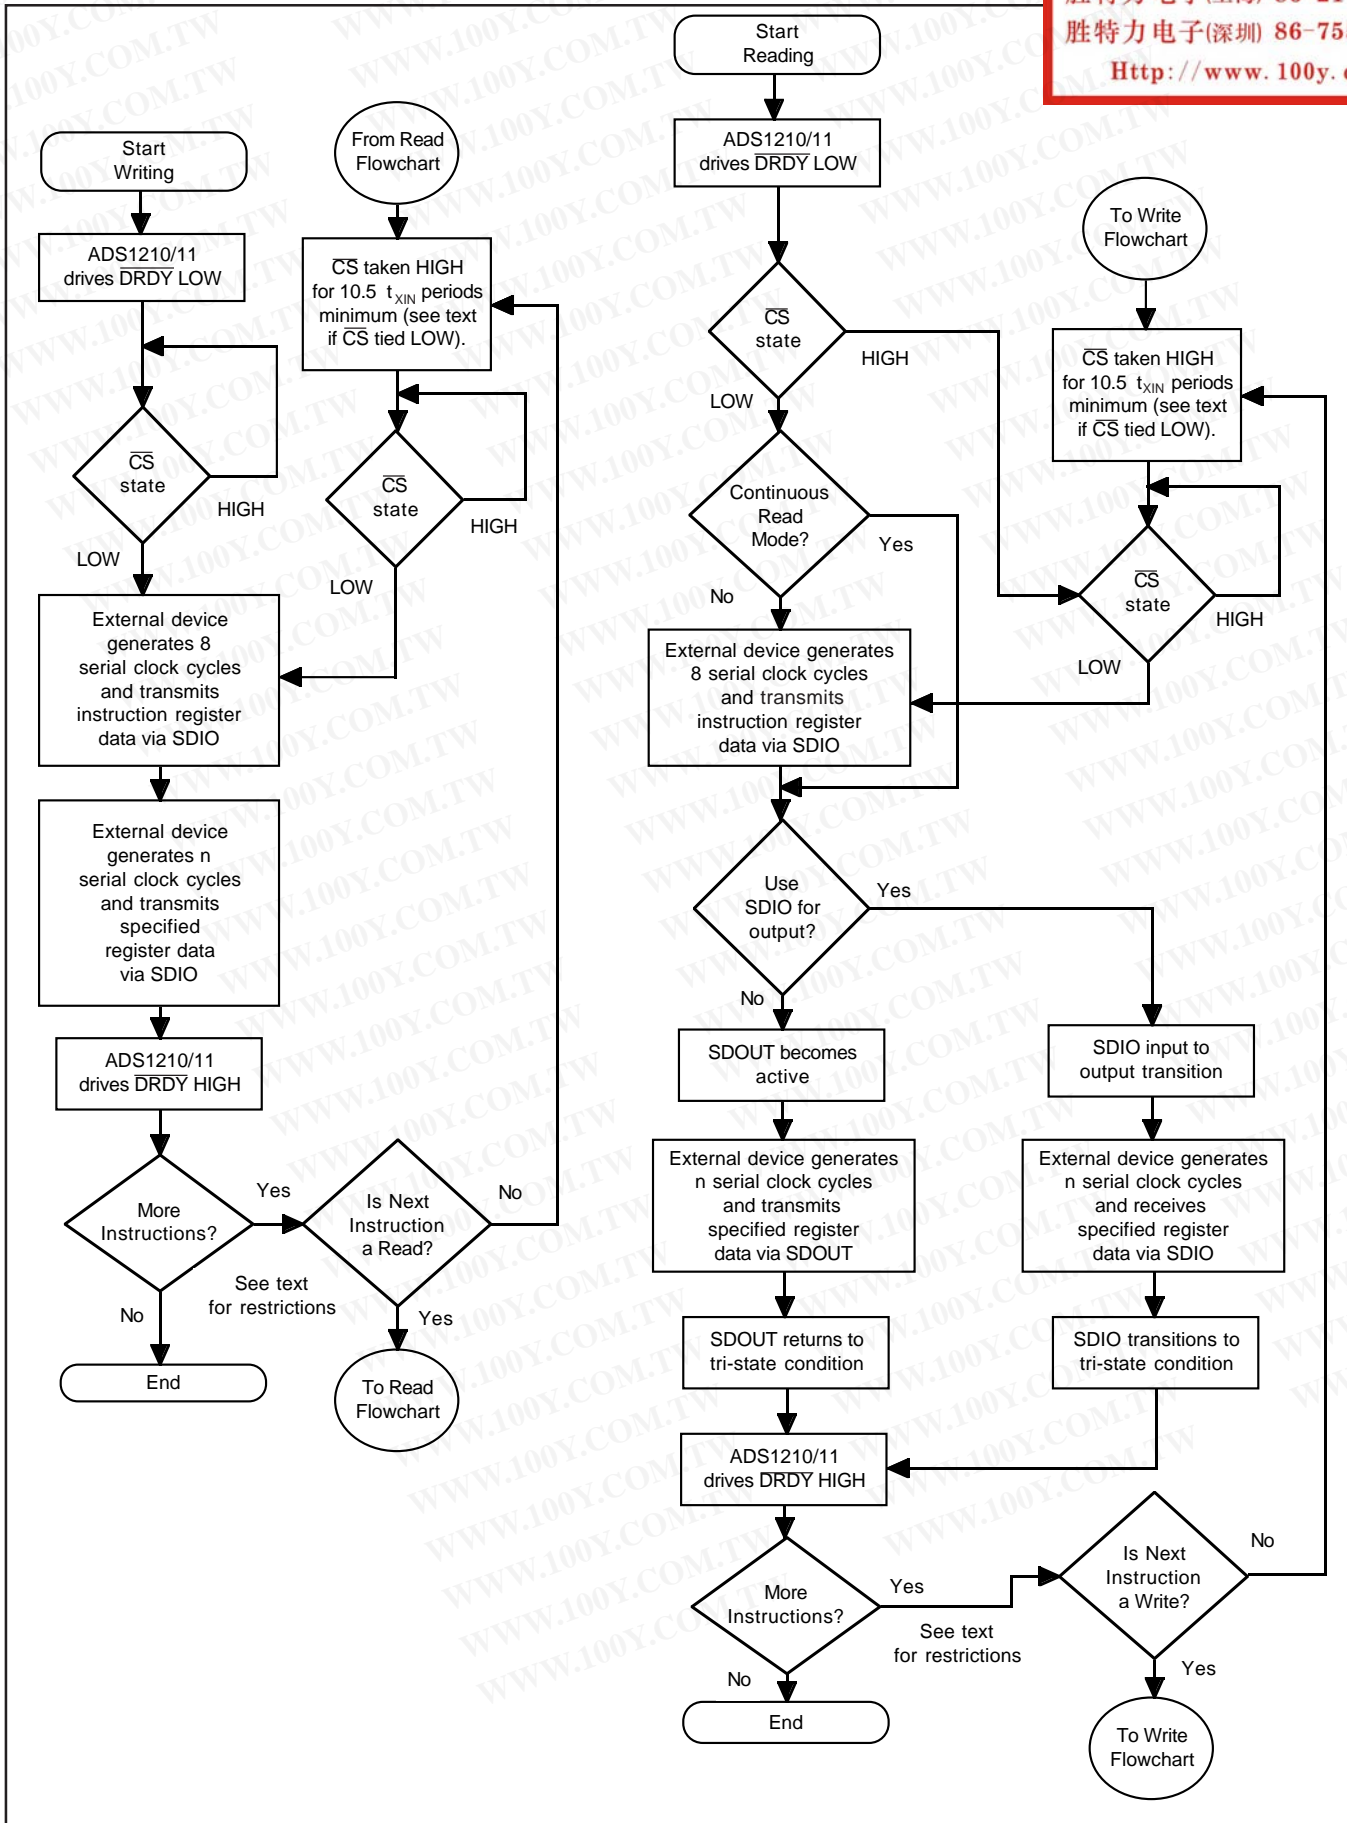 胜特力电子(深圳) 86-755
Http://www.100y.
Start
Writing
ADS1210/11
drives DRDY LOW
CS
state
HIGH
LOW
External device
generates 8
serial clock cycles
and transmits
instruction register
data via SDIO
External device
generates n
serial clock cycles
and transmits
specified
register data
via SDIO
ADS1210/11
drives DRDY HIGH
More
Instructions?
Yes
See text
for restrictions
No
End
From Read
Flowchart
CS taken HIGH
for 10.5 tXIN periods
minimum (see text
if CS tied LOW).
CS
state
HIGH
LOW
Is Next
Instruction
a Read?
No
Yes
To Read
Flowchart
Start
Reading
ADS1210/11
drives DRDY LOW
CS
state
HIGH
LOW
Continuous
Read
Mode?
Yes
No
External device generates
8 serial clock cycles
and transmits
instruction register
data via SDIO
Use
SDIO for
output?
Yes
No
SDOUT becomes
active
External device generates
n serial clock cycles
and transmits
specified register
data via SDOUT
SDOUT returns to
tri-state condition
ADS1210/11
drives DRDY HIGH
More
Instructions?
Yes
See text
for restrictions
No
End
To Write
Flowchart
CS taken HIGH
for 10.5 tXIN periods
minimum (see text
if CS tied LOW).
CS
state
HIGH
LOW
SDIO input to
output transition
External device generates
n serial clock cycles
and receives
specified register
data via SDIO
SDIO transitions to
tri-state condition
Is Next
Instruction
a Write?
No
Yes
To Write
Flowchart
WWW.100Y.COM.TW